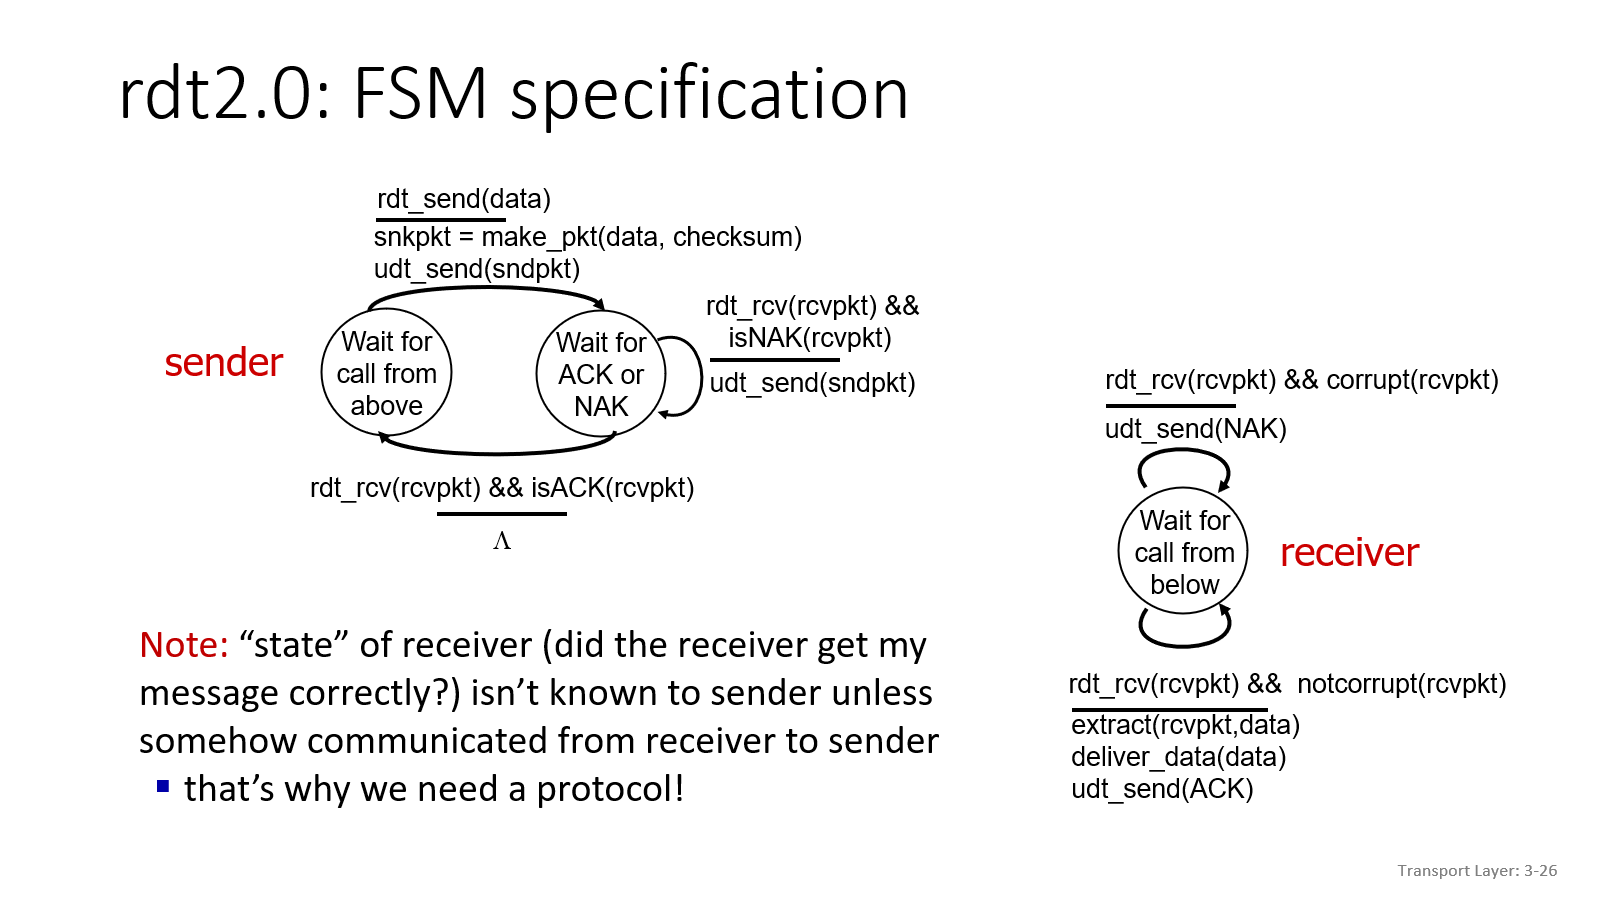 rdt2.0: FSM specification
rdt_send(data)
snkpkt = make_pkt(data, checksum)
udt_send(sndpkt)
sender
Wait for
call from
above
Wait for
ACK or
NAK
rdt_rcv(rcvpkt) &&
isNAK(rcvpkt)
udt_send(sndpkt)
rdt_rcv(rcvpkt) && isACK(rcvpkt)
Λ
rdt_rcv(rcvpkt) && corrupt(rcvpkt)
udt_send(NAK)
Wait for
call from
below
receiver
rdt_rcv(rcvpkt) && notcorrupt(rcvpkt)
extract(rcvpkt,data)
deliver_data(data)
udt_send(ACK)
Note: “state” of receiver (did the receiver get my
message correctly?) isn’t known to sender unless
somehow communicated from receiver to sender
▪ that’s why we need a protocol!
Transport Layer: 3-26